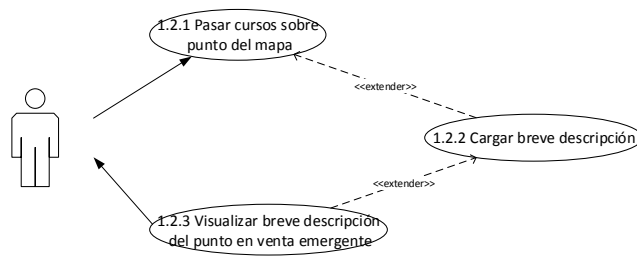 1.2.1 Pasar cursos sobre
punto del mapa
<<extender>>
1.2.2 Cargar breve descripción
<<extender>>
1.2.3 Visualizar breve descripción
del punto en venta emergente